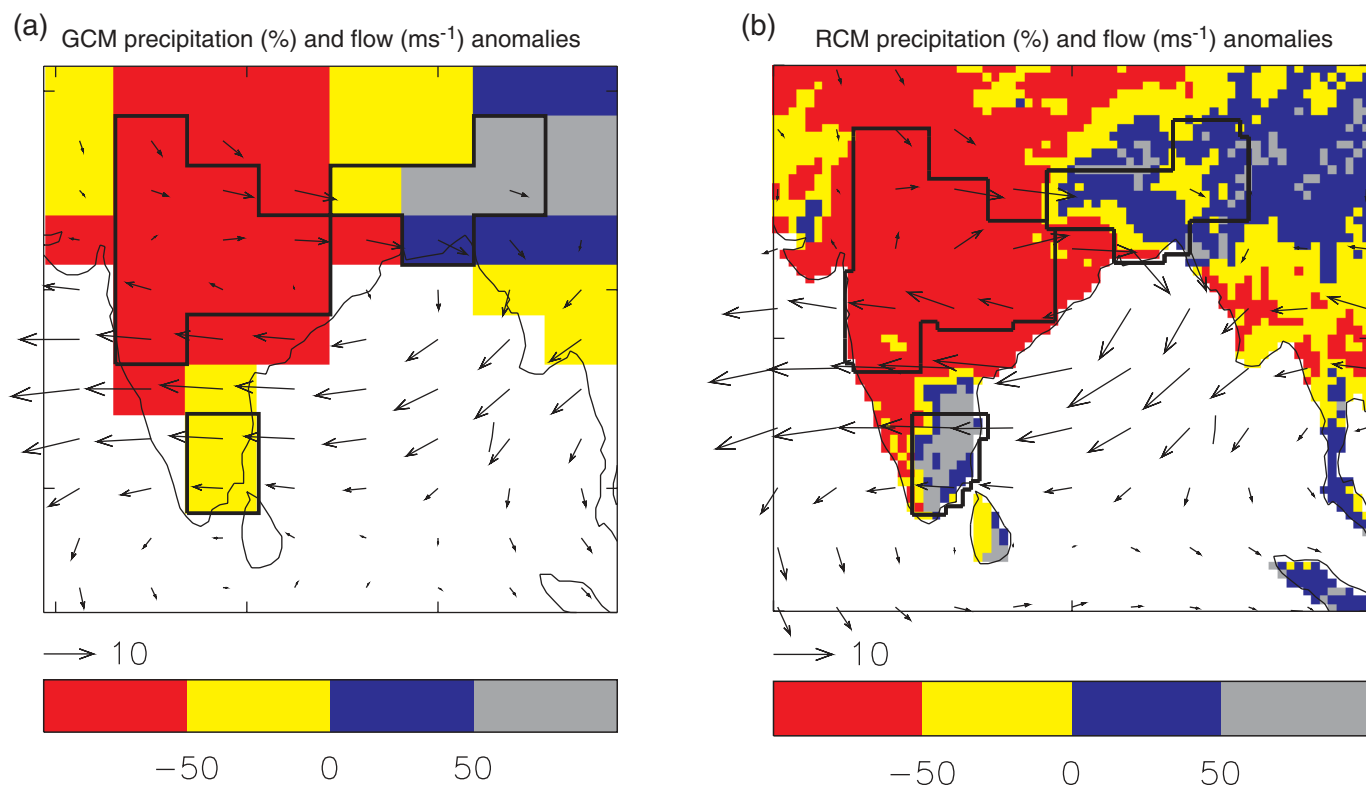 (a)
GCM precipitation (%) and flow (ms⁻¹) anomalies
10
−50 0 50
(b)
RCM precipitation (%) and flow (ms⁻¹) anomalies
10
−50 0 50